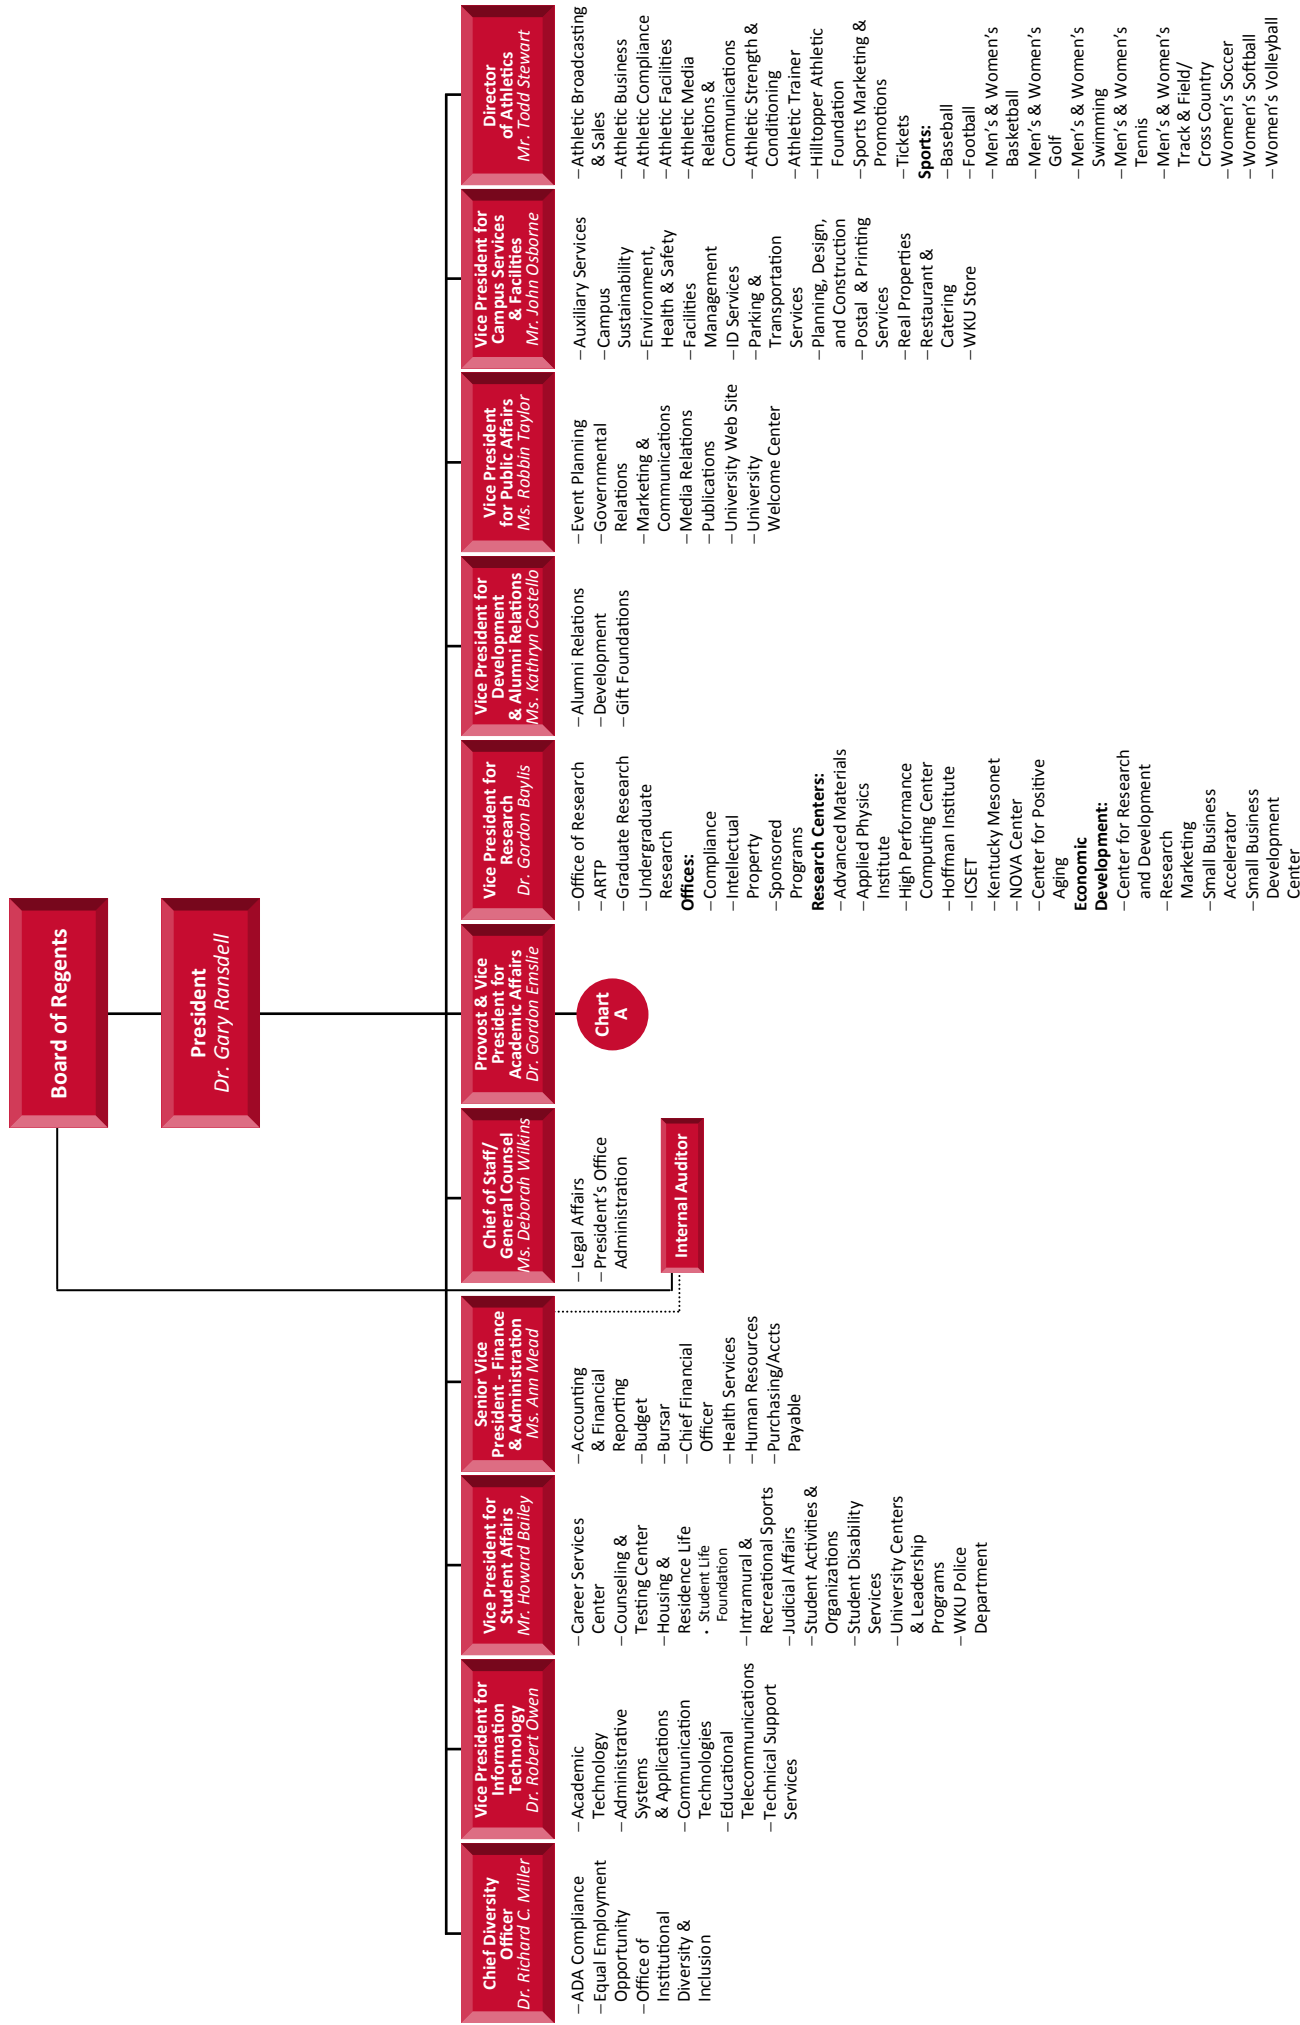 Board of Regents
President
Dr. Gary Ransdell
Chief Diversity
Officer
Dr. Richard C. Miller
–ADA Compliance
–Equal Employment
Opportunity
–Office of
Institutional
Diversity &
Inclusion
Vice President for
Information
Technology
Dr. Robert Owen
–Academic
Technology
–Administrative
Systems
& Applications
–Communication
Technologies
–Educational
Telecommunications
–Technical Support
Services
Vice President for
Student Affairs
Mr. Howard Bailey
–Career Services
Center
–Counseling &
Testing Center
–Housing &
Residence Life
· Student Life
Foundation
–Intramural &
Recreational Sports
–Judicial Affairs
–Student Activities &
Organizations
–Student Disability
Services
–University Centers
& Leadership
Programs
–WKU Police
Department
Senior Vice
President - Finance
& Administration
Ms. Ann Mead
–Accounting
& Financial
Reporting
–Budget
–Bursar
–Chief Financial
Officer
–Health Services
–Human Resources
–Purchasing/Accts
Payable
Chief of Staff/
General Counsel
Ms. Deborah Wilkins
–Legal Affairs
–President's Office
Administration
Internal Auditor
Provost & Vice
President for
Academic Affairs
Dr. Gordon Emslie
Chart
A
Vice President for
Research
Dr. Gordon Baylis
–Office of Research
–ARTP
–Graduate Research
–Undergraduate
Research
Offices:
–Compliance
–Intellectual
Property
–Sponsored
Programs
Research Centers:
–Advanced Materials
–Applied Physics
Institute
–High Performance
Computing Center
–Hoffman Institute
–ICSET
–Kentucky Mesonet
–NOVA Center
–Center for Positive
Aging
Economic
Development:
–Center for Research
and Development
–Research
Marketing
–Small Business
Accelerator
–Small Business
Development
Center
Vice President for
Development
& Alumni Relations
Ms. Kathryn Costello
–Alumni Relations
–Development
–Gift Foundations
Vice President
for Public Affairs
Ms. Robbin Taylor
–Event Planning
–Governmental
Relations
–Marketing &
Communications
–Media Relations
–Publications
–University Web Site
–University
Welcome Center
Vice President for
Campus Services
& Facilities
Mr. John Osborne
–Auxiliary Services
–Campus
Sustainability
–Environment,
Health & Safety
–Facilities
Management
–ID Services
–Parking &
Transportation
Services
–Planning, Design,
and Construction
–Postal & Printing
Services
–Real Properties
–Restaurant &
Catering
–WKU Store
Director
of Athletics
Mr. Todd Stewart
–Athletic Broadcasting
& Sales
–Athletic Business
–Athletic Compliance
–Athletic Facilities
–Athletic Media
Relations &
Communications
–Athletic Strength &
Conditioning
–Athletic Trainer
–Hilltopper Athletic
Foundation
–Sports Marketing &
Promotions
–Tickets
Sports:
–Baseball
–Football
–Men's & Women's
Basketball
–Men's & Women's
Golf
–Men's & Women's
Swimming
–Men's & Women's
Tennis
–Men's & Women's
Track & Field/
Cross Country
–Women's Soccer
–Women's Softball
–Women's Volleyball